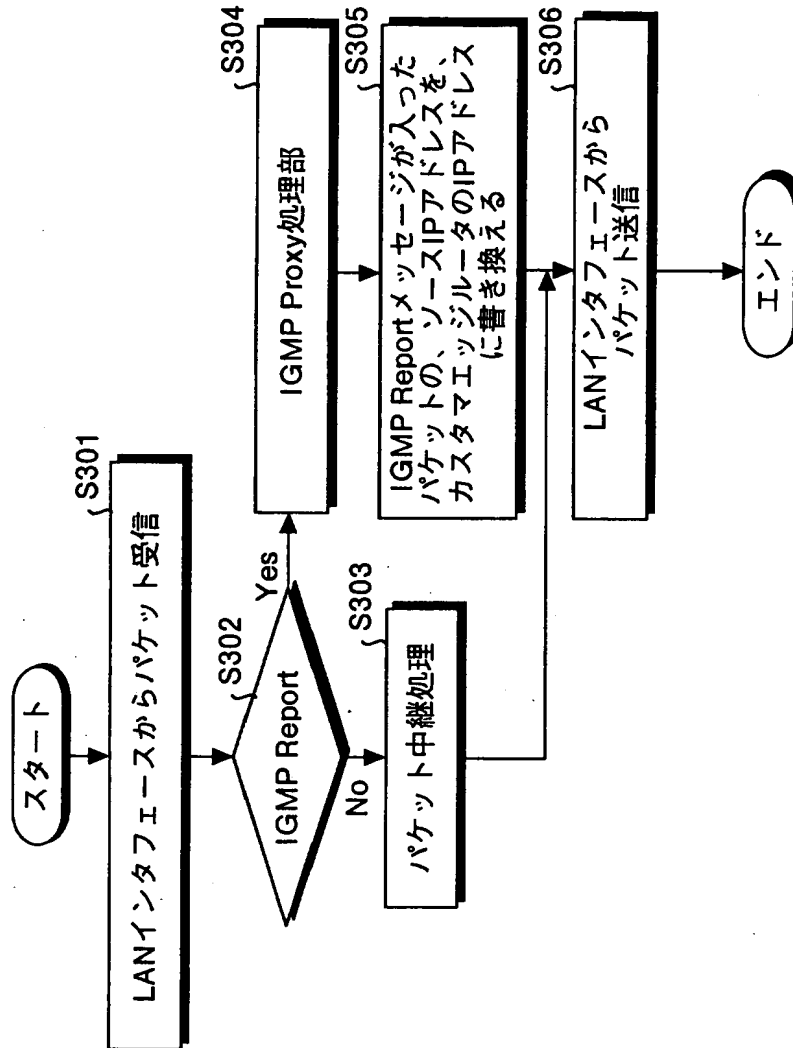 スタート
S301
LANインタフェースからパケット受信
S302
IGMP Report
Yes
No
S303
パケット中継処理
S304
IGMP Proxy処理部
S305
IGMP Reportメッセージが入った
パケットの、ソースIPアドレスを、
カスタマエッジルータのIPアドレス
に書き換える
S306
LANインタフェースから
パケット送信
エンド